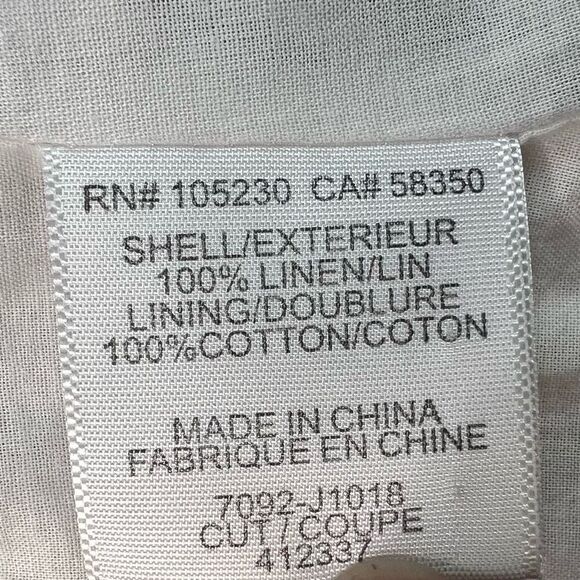 RN# 105230 CA# 58350
SHELL/EXTERIEUR
100% LINEN/LIN
LINING/DOUBLURE
100%COTTON/COTON
MADE IN CHINA
FABRIQUE EN CHINE
7092-J1018
CUT/COUPE
412337